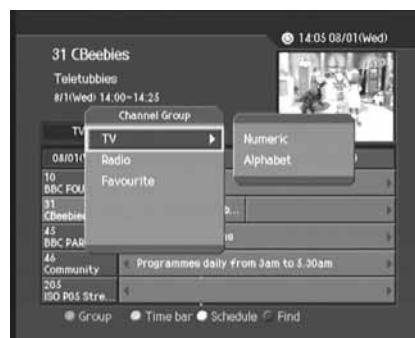 14:05 08/01(Wed)
31 CBeebies
Teletubbies
8/1(Wed) 14:00~14:25
Channel Group
TV
TV
Numeric
Radio
Alphabet
Favourite
08/01(
10
BBC FOU
31
CBeebies
45
BBC PAR
46
Community
Programmes daily from 3am to 5.30am
205
ISO P05 Stre...
Group
Time bar
Schedule
Find